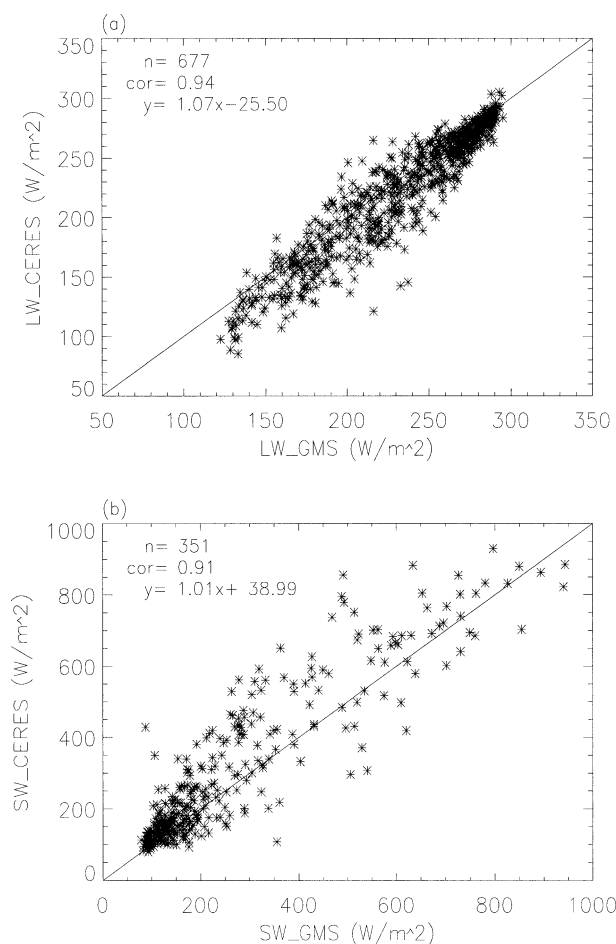 (a)
350
300
250
200
150
100
50
LW_CERES (W/m^2)
n= 677
cor= 0.94
y= 1.07x−25.50
50 100 150 200 250 300 350
LW_GMS (W/m^2)
(b)
1000
800
600
400
200
0
SW_CERES (W/m^2)
n= 351
cor= 0.91
y= 1.01x+ 38.99
0 200 400 600 800 1000
SW_GMS (W/m^2)